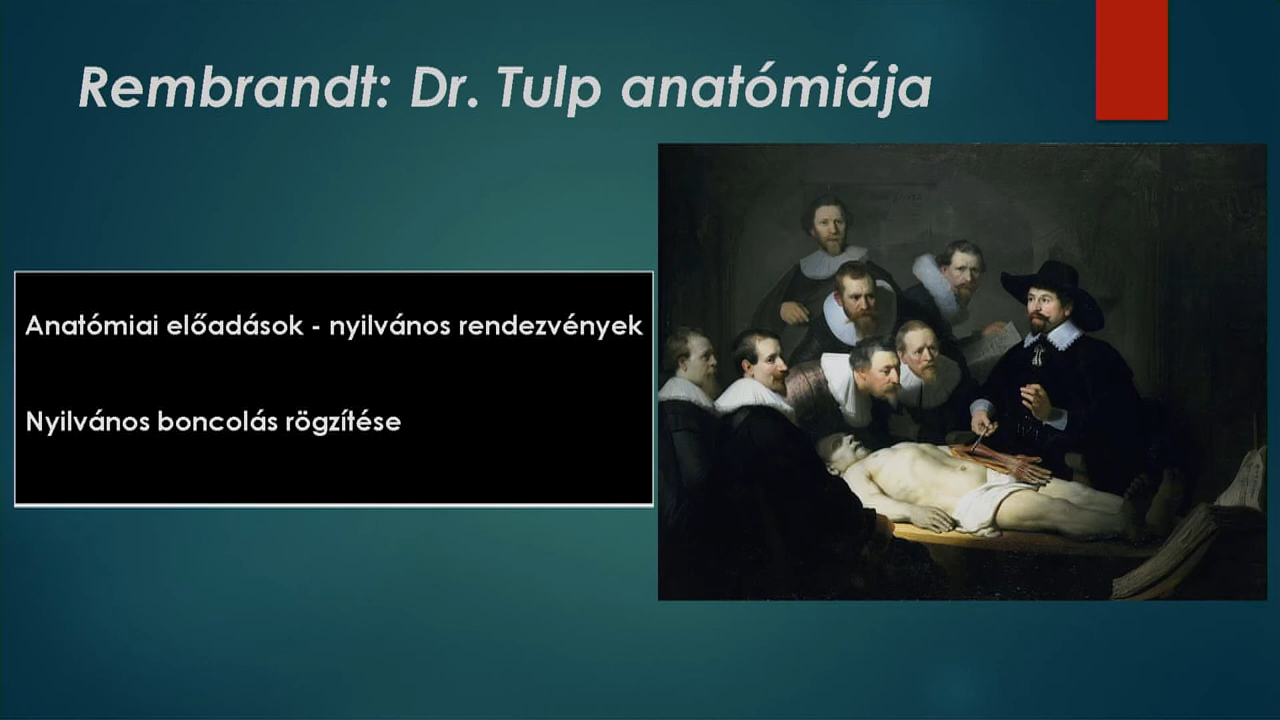 Rembrandt: Dr. Tulp anatómiája
Anatómiai előadások - nyilvános rendezvények
Nyilvános boncolás rögzítése